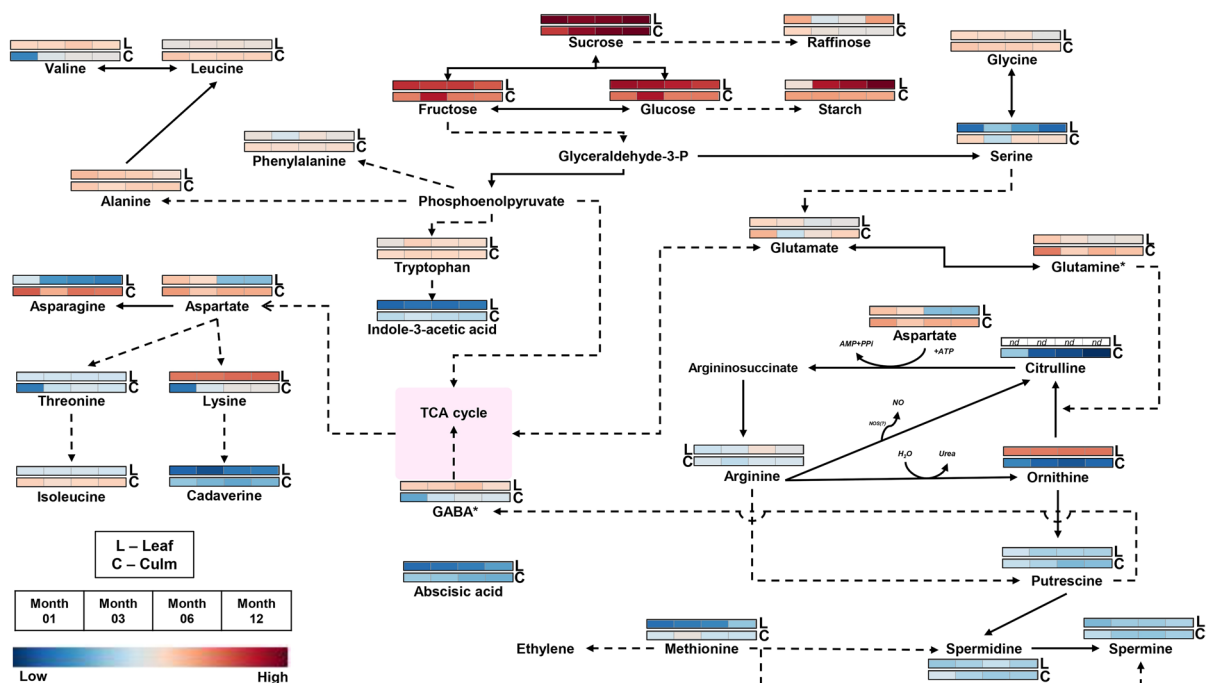 L
C
Sucrose
L
C
Raffinose
L
C
Glycine
L
C
Valine
L
C
Leucine
L
C
Fructose
L
C
Glucose
L
C
Starch
L
C
Serine
L
C
Phenylalanine
Glyceraldehyde-3-P
L
C
Alanine
Phosphoenolpyruvate
L
C
Glutamate
L
C
Tryptophan
L
C
Glutamine*
L
C
Asparagine
L
C
Aspartate
L
C
Indole-3-acetic acid
L
C
Aspartate
AMP+PPi
+ATP
nd nd nd nd
L
C
Citrulline
Argininosuccinate
L
C
Threonine
L
C
Lysine
TCA cycle
NO
NOS(?)
L
C
Arginine
H2O
Urea
L
C
Ornithine
L
C
Isoleucine
L
C
Cadaverine
L
C
GABA*
L – Leaf
C – Culm
L
C
Abscisic acid
L
C
Putrescine
Month 01
Month 03
Month 06
Month 12
Low
High
Ethylene
L
C
Methionine
Spermidine
L
C
L
C
Spermine